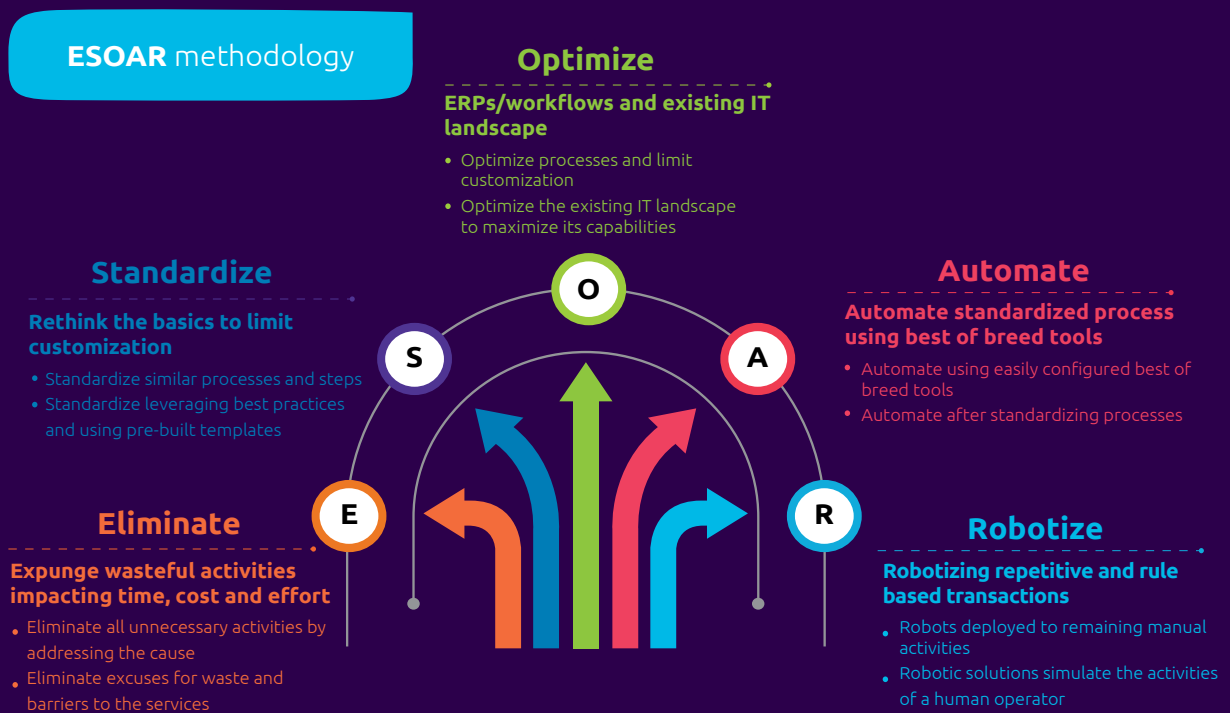 ESOAR methodology
Optimize
ERPs/workflows and existing IT
landscape
• Optimize processes and limit
customization
• Optimize the existing IT landscape
to maximize its capabilities
Standardize
Rethink the basics to limit
customization
• Standardize similar processes and steps
• Standardize leveraging best practices
and using pre-built templates
Automate
Automate standardized process
using best of breed tools
• Automate using easily configured best of
breed tools
• Automate after standardizing processes
O
S
A
E
R
Eliminate
Expunge wasteful activities
impacting time, cost and effort
• Eliminate all unnecessary activities by
addressing the cause
• Eliminate excuses for waste and
barriers to the services
Robotize
Robotizing repetitive and rule
based transactions
• Robots deployed to remaining manual
activities
• Robotic solutions simulate the activities
of a human operator